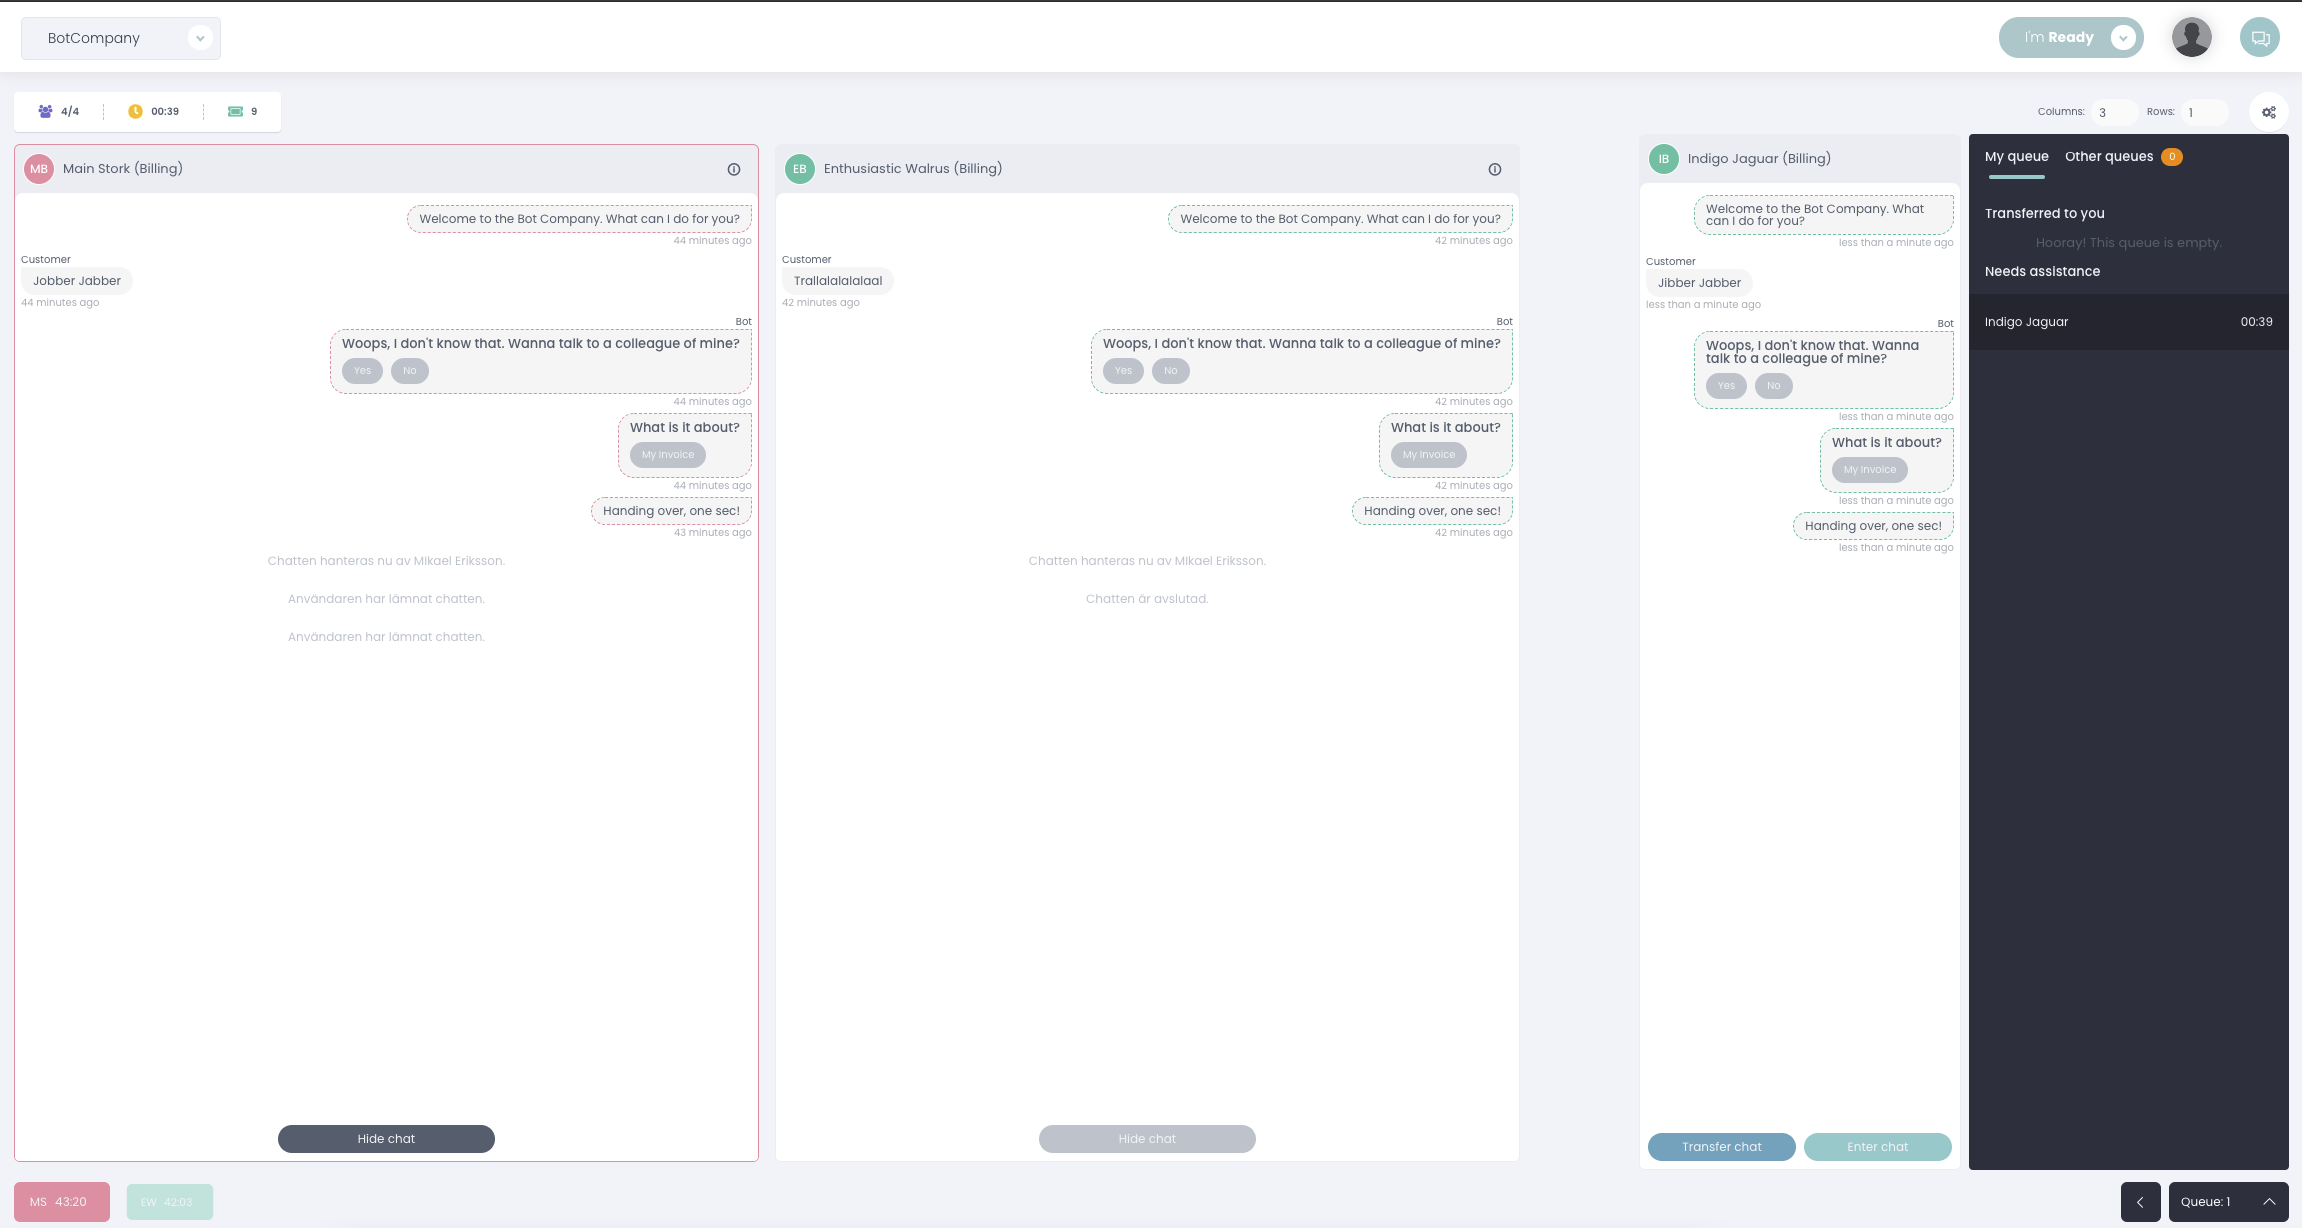 BotCompany
I'm Ready
4/4
00:39
9
Columns: 3 Rows: 1
MB Main Stork (Billing)
Welcome to the Bot Company. What can I do for you?
44 minutes ago
Customer
Jobber Jabber
44 minutes ago
Bot
Woops, I don't know that. Wanna talk to a colleague of mine?
Yes No
44 minutes ago
What is it about?
My invoice
44 minutes ago
Handing over, one sec!
43 minutes ago
Chatten hanteras nu av Mikael Eriksson.
Användaren har lämnat chatten.
Användaren har lämnat chatten.
Hide chat
EB Enthusiastic Walrus (Billing)
Welcome to the Bot Company. What can I do for you?
42 minutes ago
Customer
Trallalalalalaal
42 minutes ago
Bot
Woops, I don't know that. Wanna talk to a colleague of mine?
Yes No
42 minutes ago
What is it about?
My invoice
42 minutes ago
Handing over, one sec!
42 minutes ago
Chatten hanteras nu av Mikael Eriksson.
Chatten är avslutad.
Hide chat
IB Indigo Jaguar (Billing)
Welcome to the Bot Company. What
can I do for you?
less than a minute ago
Customer
Jibber Jabber
less than a minute ago
Bot
Woops, I don't know that. Wanna
talk to a colleague of mine?
Yes No
less than a minute ago
What is it about?
My invoice
less than a minute ago
Handing over, one sec!
less than a minute ago
Transfer chat Enter chat
My queue Other queues 0
Transferred to you
Hooray! This queue is empty.
Needs assistance
Indigo Jaguar 00:39
MS 43:20
EW 42:03
Queue: 1